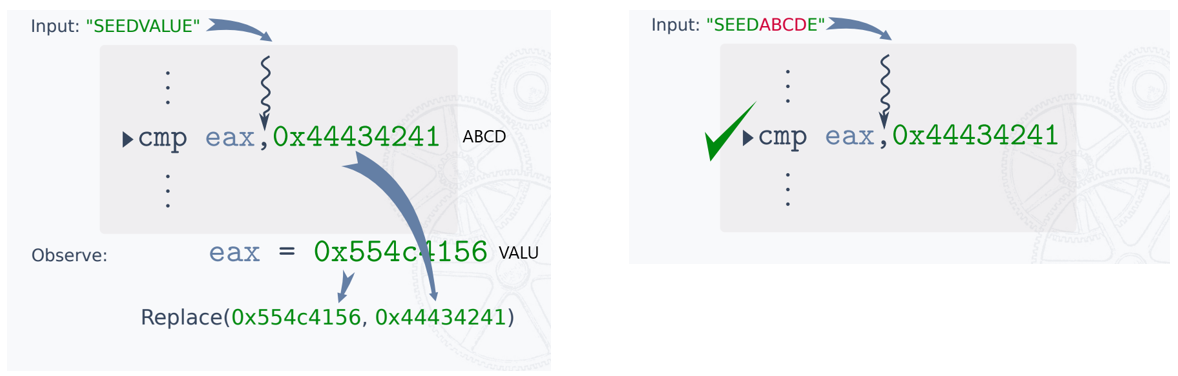 Input: "SEEDVALUE"
cmp eax,0x44434241 ABCD
Observe: eax = 0x554c4156 VALU
Replace(0x554c4156, 0x44434241)
Input: "SEEDABCDE"
cmp eax,0x44434241